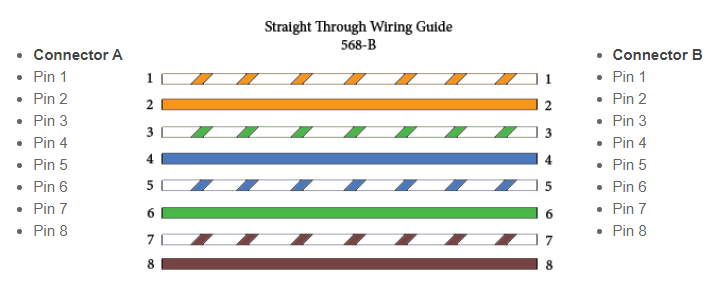 Straight Through Wiring Guide
568-B
Connector A
Pin 1
Pin 2
Pin 3
Pin 4
Pin 5
Pin 6
Pin 7
Pin 8
1 1
2 2
3 3
4 4
5 5
6 6
7 7
8 8
Connector B
Pin 1
Pin 2
Pin 3
Pin 4
Pin 5
Pin 6
Pin 7
Pin 8